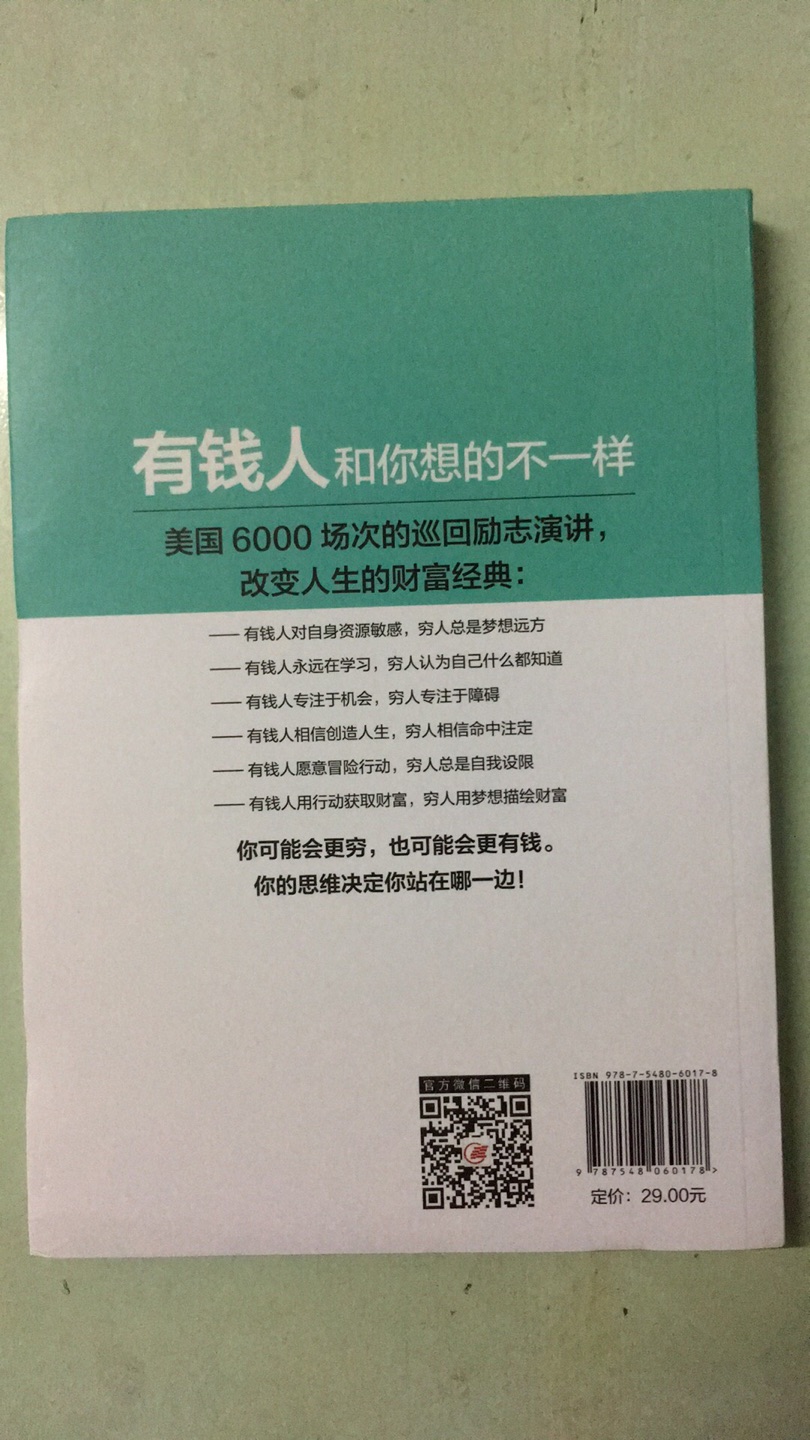 有钱人和你想的不一样
美国 6000 场次的巡回励志演讲，
改变人生的财富经典：
—— 有钱人对自身资源敏感，穷人总是梦想远方
—— 有钱人永远在学习，穷人认为自己什么都知道
—— 有钱人专注于机会，穷人专注于障碍
—— 有钱人相信创造人生，穷人相信命中注定
—— 有钱人愿意冒险行动，穷人总是自我设限
—— 有钱人用行动获取财富，穷人用梦想描绘财富
你可能会更穷，也可能会更有钱。
你的思维决定你站在哪一边！
官方微信二维码
ISBN 978-7-5480-6017-8
9 787548 060178 >
定价：29.00元